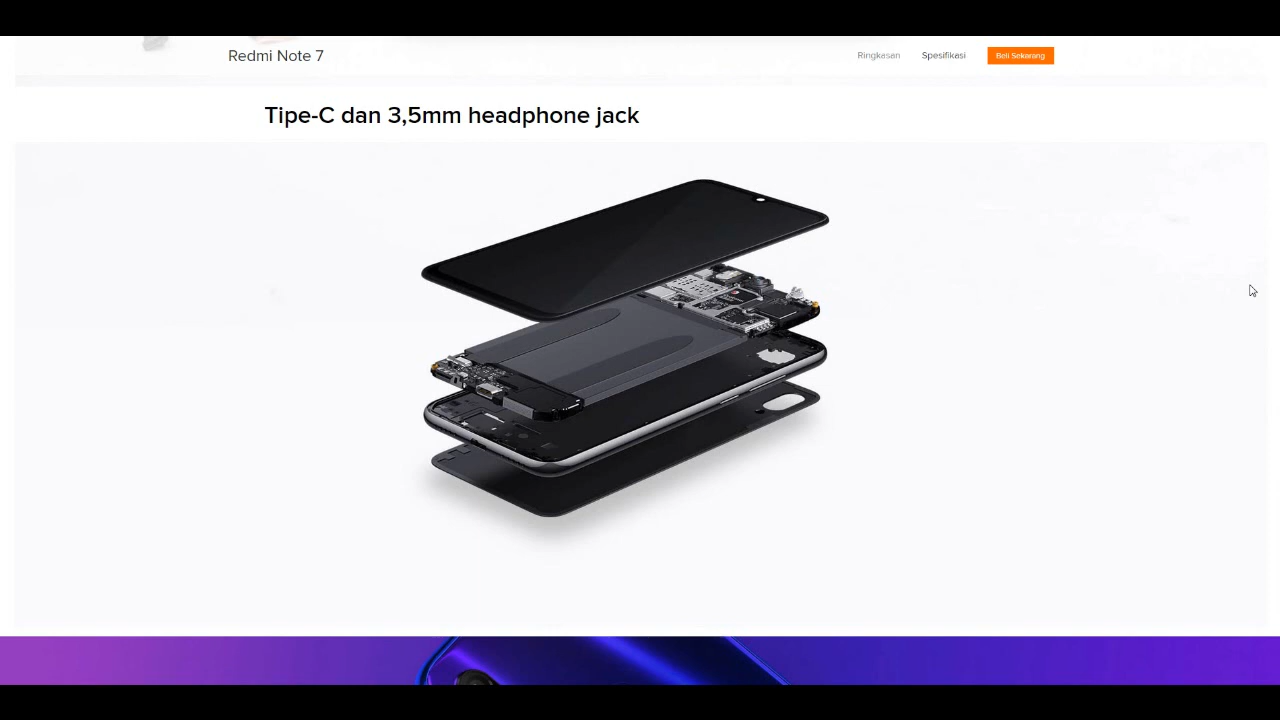 Redmi Note 7
Ringkasan
Spesifikasi
Beli Sekarang
Tipe-C dan 3,5mm headphone jack